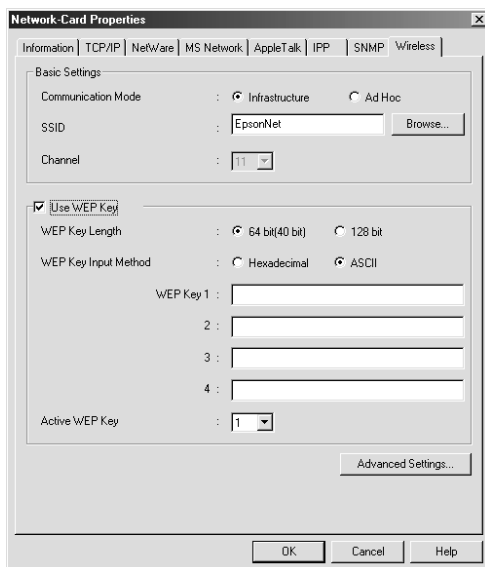 Network-Card Properties
Information TCP/IP NetWare MS Network AppleTalk IPP SNMP Wireless
Basic Settings
Communication Mode : Infrastructure Ad Hoc
SSID : EpsonNet Browse...
Channel : 11
Use WEP Key
WEP Key Length : 64 bit(40 bit) 128 bit
WEP Key Input Method : Hexadecimal ASCII
WEP Key 1 :
2 :
3 :
4 :
Active WEP Key : 1
Advanced Settings...
OK Cancel Help